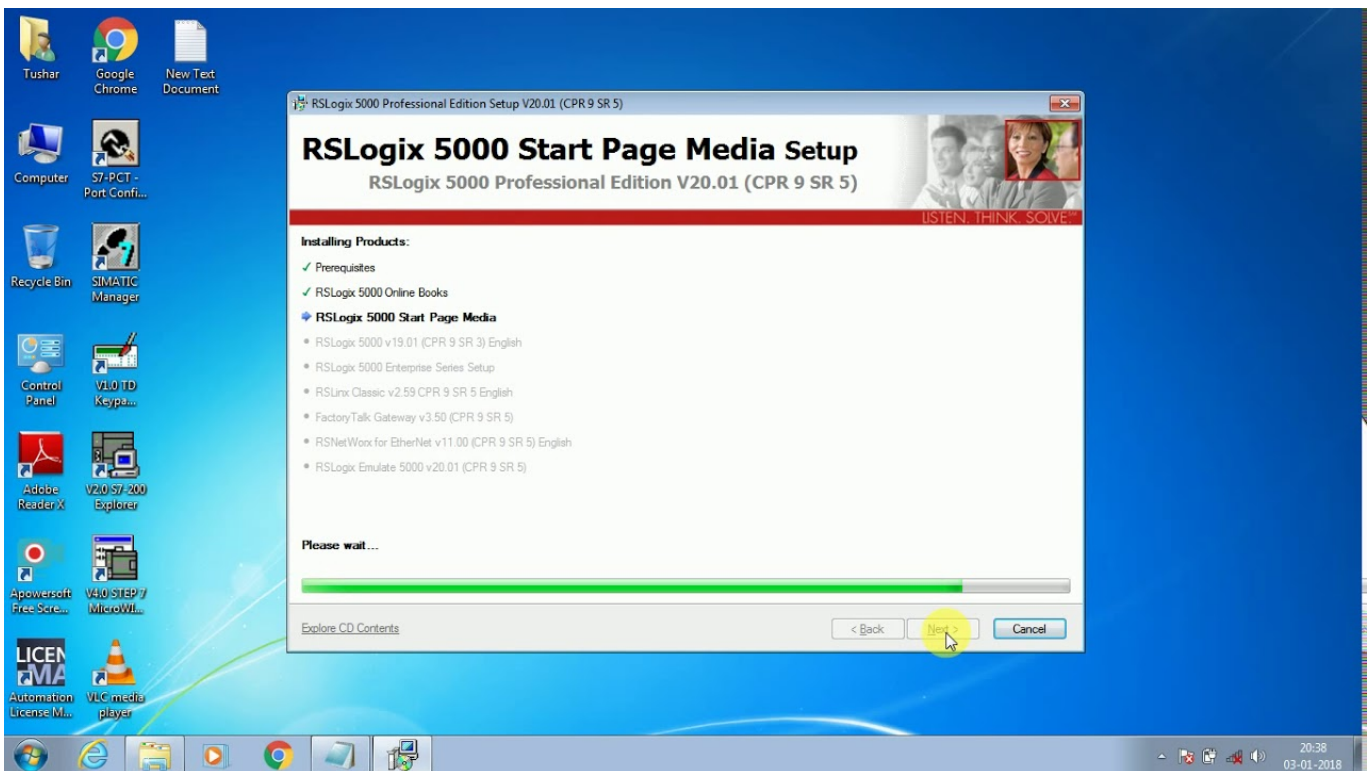 Tushar
Google
Chrome
New Text
Document
Computer
S7-PCT -
Port Confi...
Recycle Bin
SIMATIC
Manager
Control
Panel
V1.0 TD
Keypa...
Adobe
Reader X
V2.0 S7-200
Explorer
Apowersoft
Free Scre...
V4.0 STEP 7
MicroWI...
LICEN
MA
Automation
License M...
VLC media
player
RSLogix 5000 Professional Edition Setup V20.01 (CPR 9 SR 5)
RSLogix 5000 Start Page Media Setup
RSLogix 5000 Professional Edition V20.01 (CPR 9 SR 5)
LISTEN. THINK. SOLVE.℠
Installing Products:
Prerequisites
RSLogix 5000 Online Books
RSLogix 5000 Start Page Media
RSLogix 5000 v19.01 (CPR 9 SR 3) English
RSLogix 5000 Enterprise Series Setup
RSLinx Classic v2.59 CPR 9 SR 5 English
FactoryTalk Gateway v3.50 (CPR 9 SR 5)
RSNetWorx for EtherNet v11.00 (CPR 9 SR 5) English
RSLogix Emulate 5000 v20.01 (CPR 9 SR 5)
Please wait...
Explore CD Contents
< Back
Next >
Cancel
20:38
03-01-2018